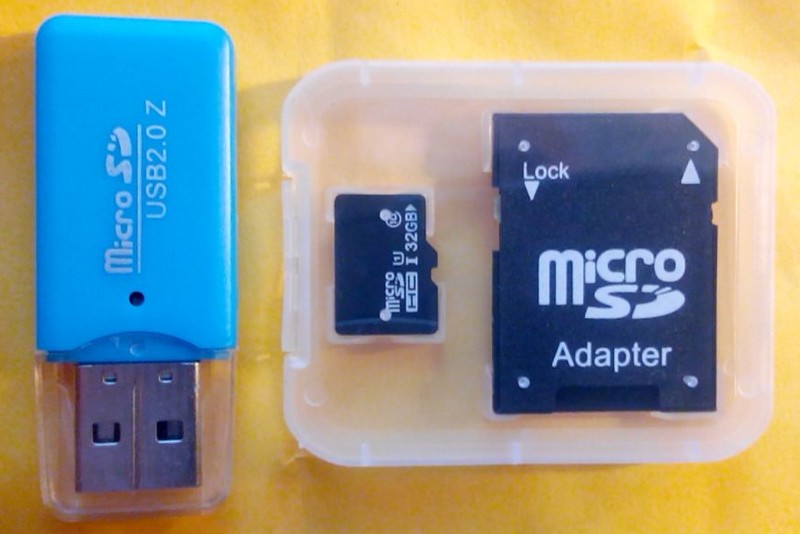 Micro SD
USB2.0 Z
Micro
SD
HC I
U
10
32GB
Lock
Micro
SD
Adapter